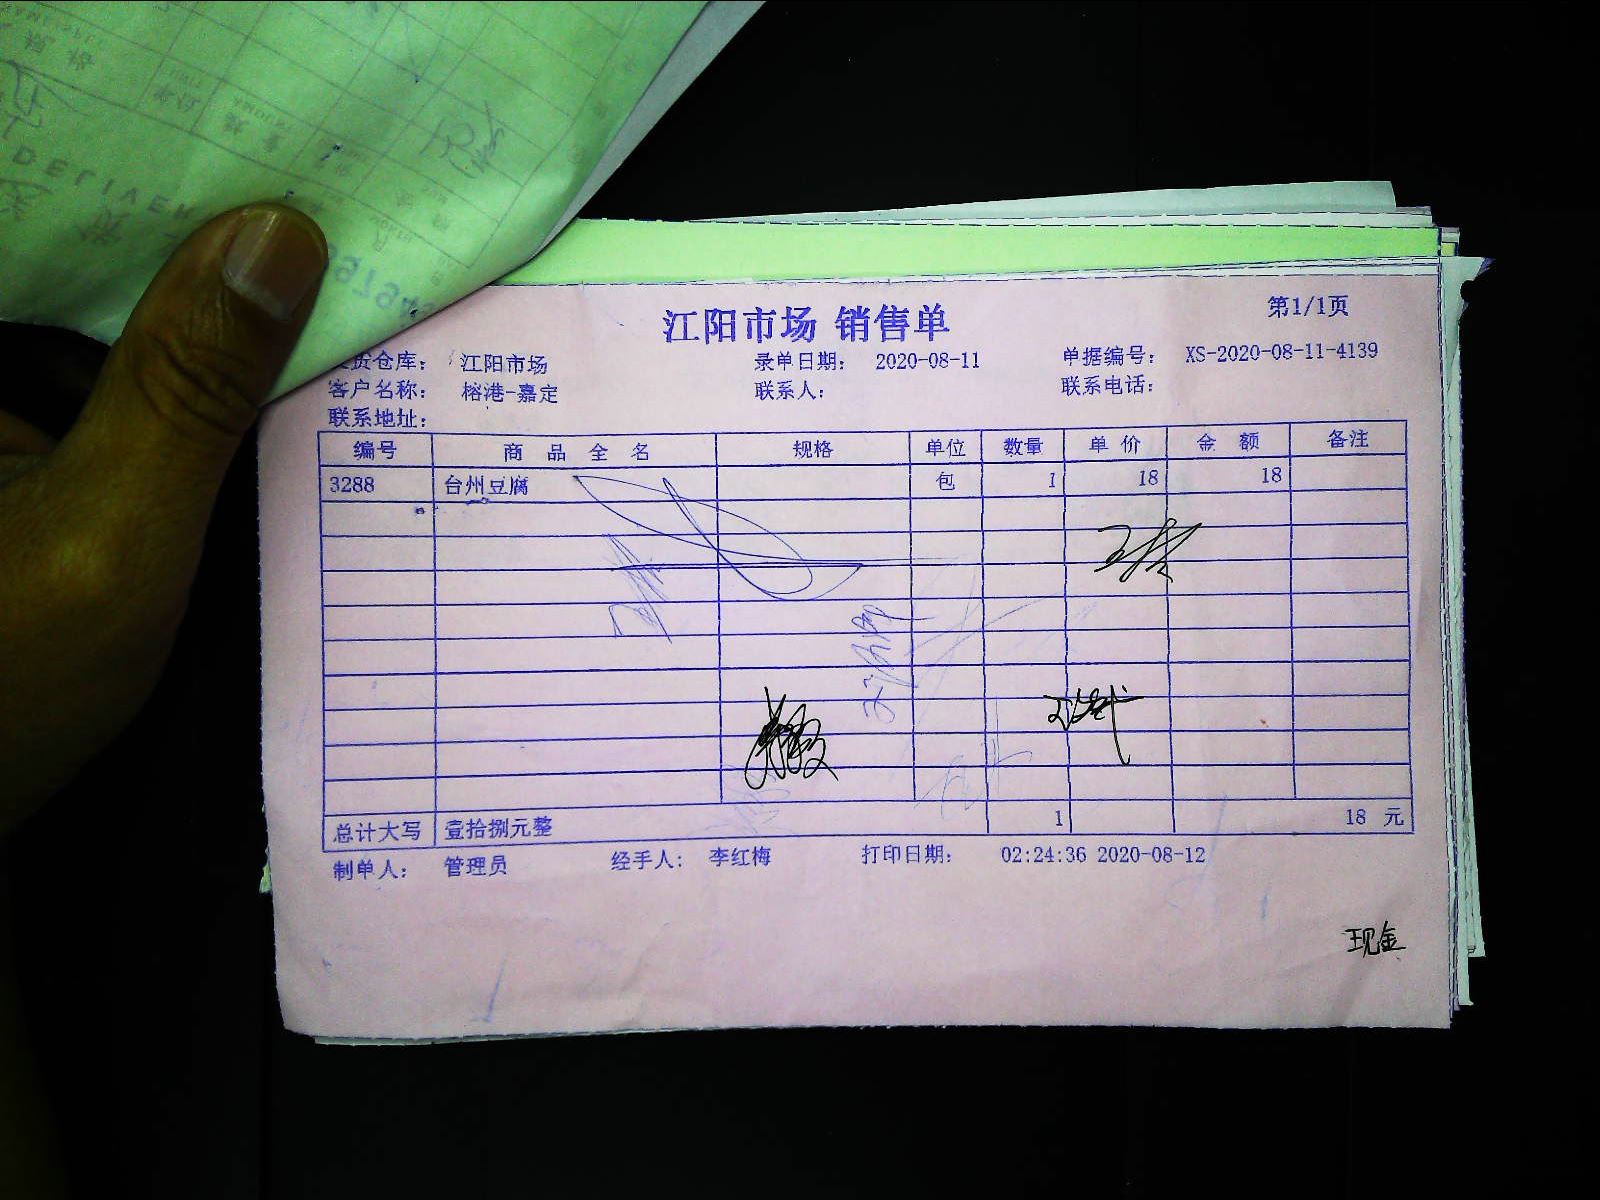 江阳市场 销售单
第1/1页
货仓库： 江阳市场 录单日期： 2020-08-11 单据编号： XS-2020-08-11-4139
客户名称： 榕港-嘉定 联系人： 联系电话：
联系地址：
编号 商品全名 规格 单位 数量 单价 金额 备注
3288 台州豆腐 包 1 18 18
总计大写 壹拾捌元整 1 18 元
制单人： 管理员 经手人： 李红梅 打印日期： 02:24:36 2020-08-12
现金